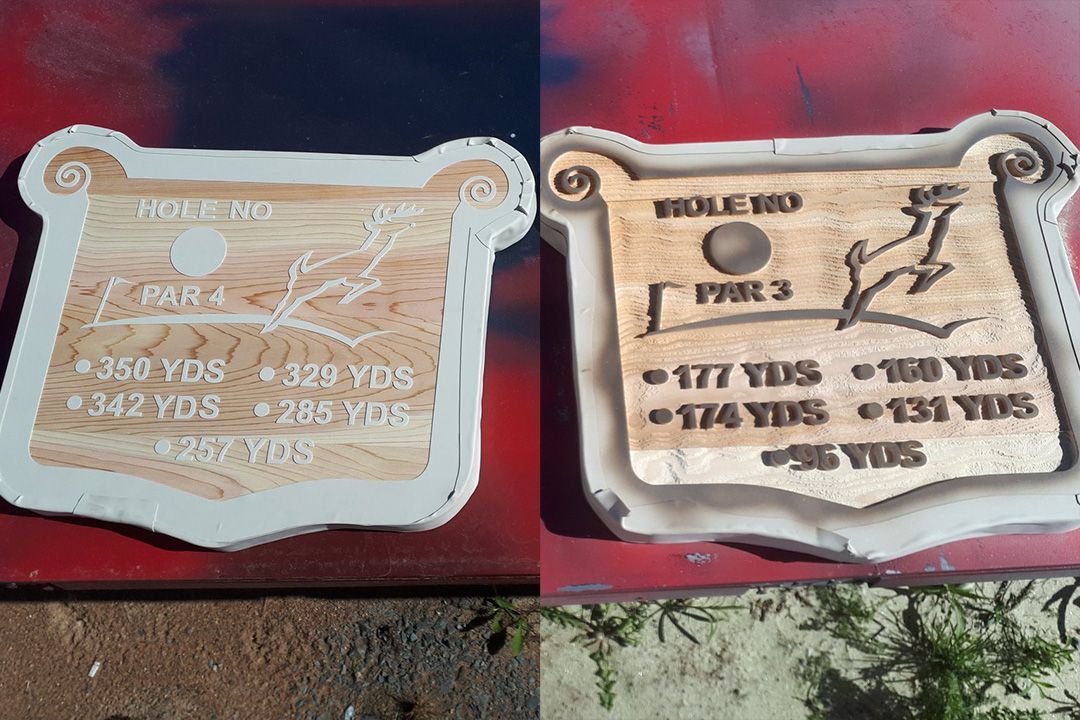 HOLE NO
PAR 4
350 YDS 329 YDS
342 YDS 285 YDS
257 YDS
HOLE NO
PAR 3
177 YDS 160 YDS
174 YDS 131 YDS
96 YDS